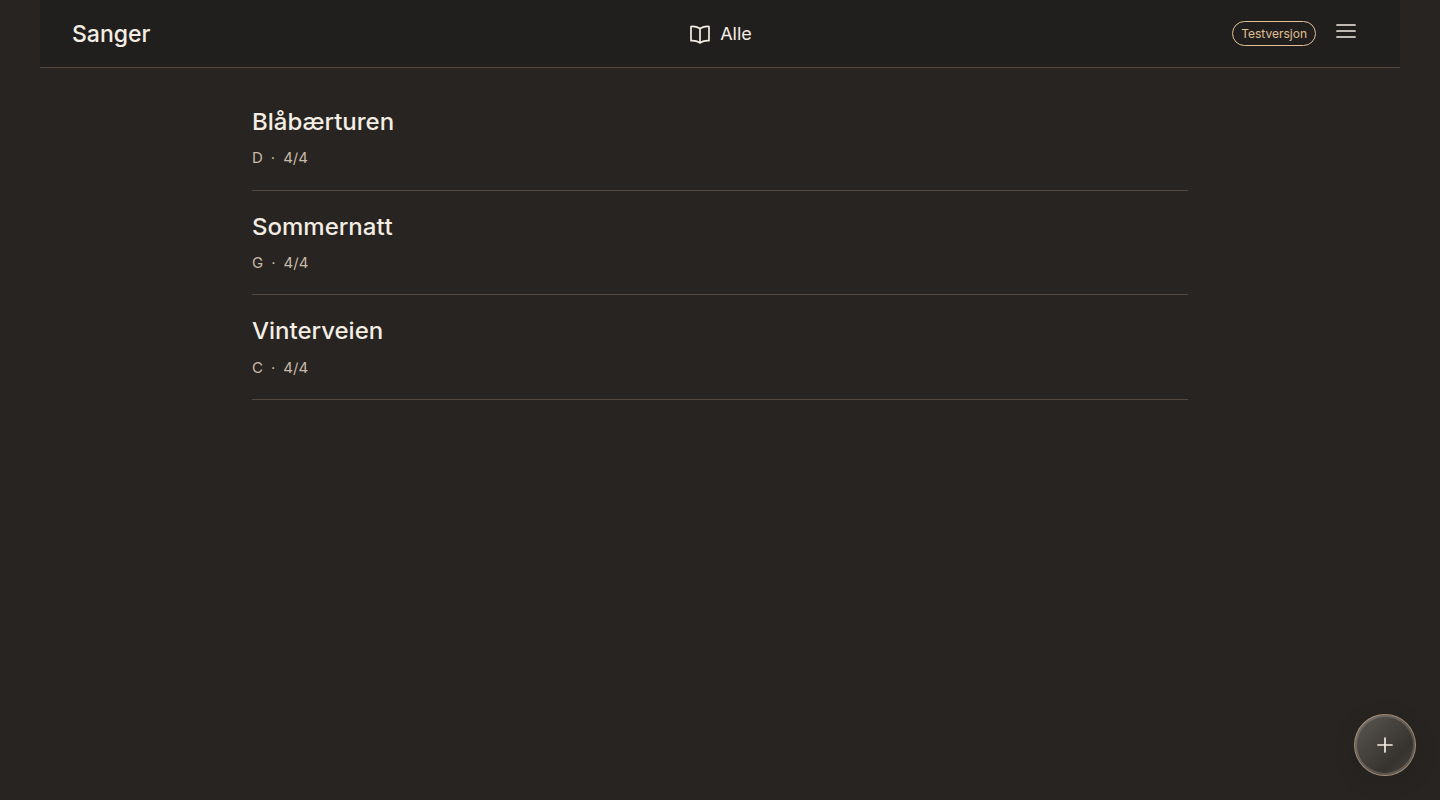 Sanger
Alle
Testversjon
Blåbærturen
D · 4/4
Sommernatt
G · 4/4
Vinterveien
C · 4/4